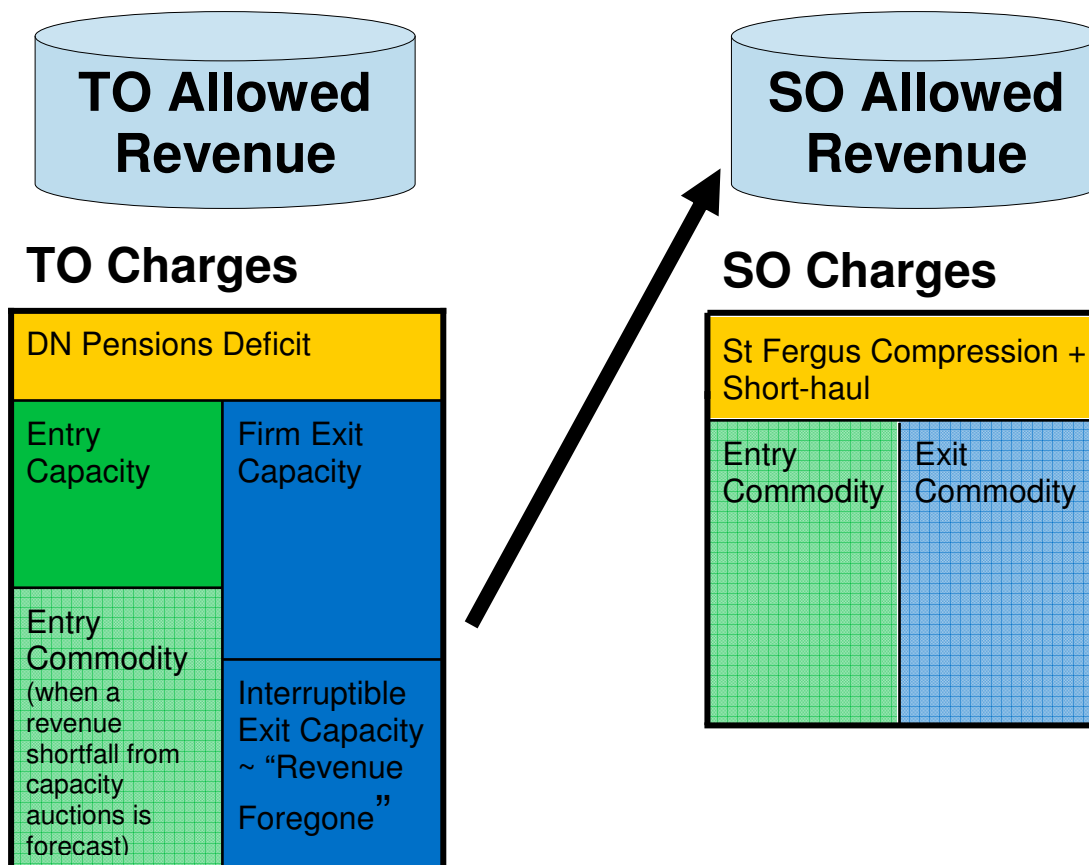 TO Allowed
Revenue
SO Allowed
Revenue
TO Charges
DN Pensions Deficit
Entry
Capacity
Firm Exit
Capacity
Entry
Commodity
(when a
revenue
shortfall from
capacity
auctions is
forecast)
Interruptible
Exit Capacity
~ “Revenue
Foregone”
SO Charges
St Fergus Compression +
Short-haul
Entry
Commodity
Exit
Commodity